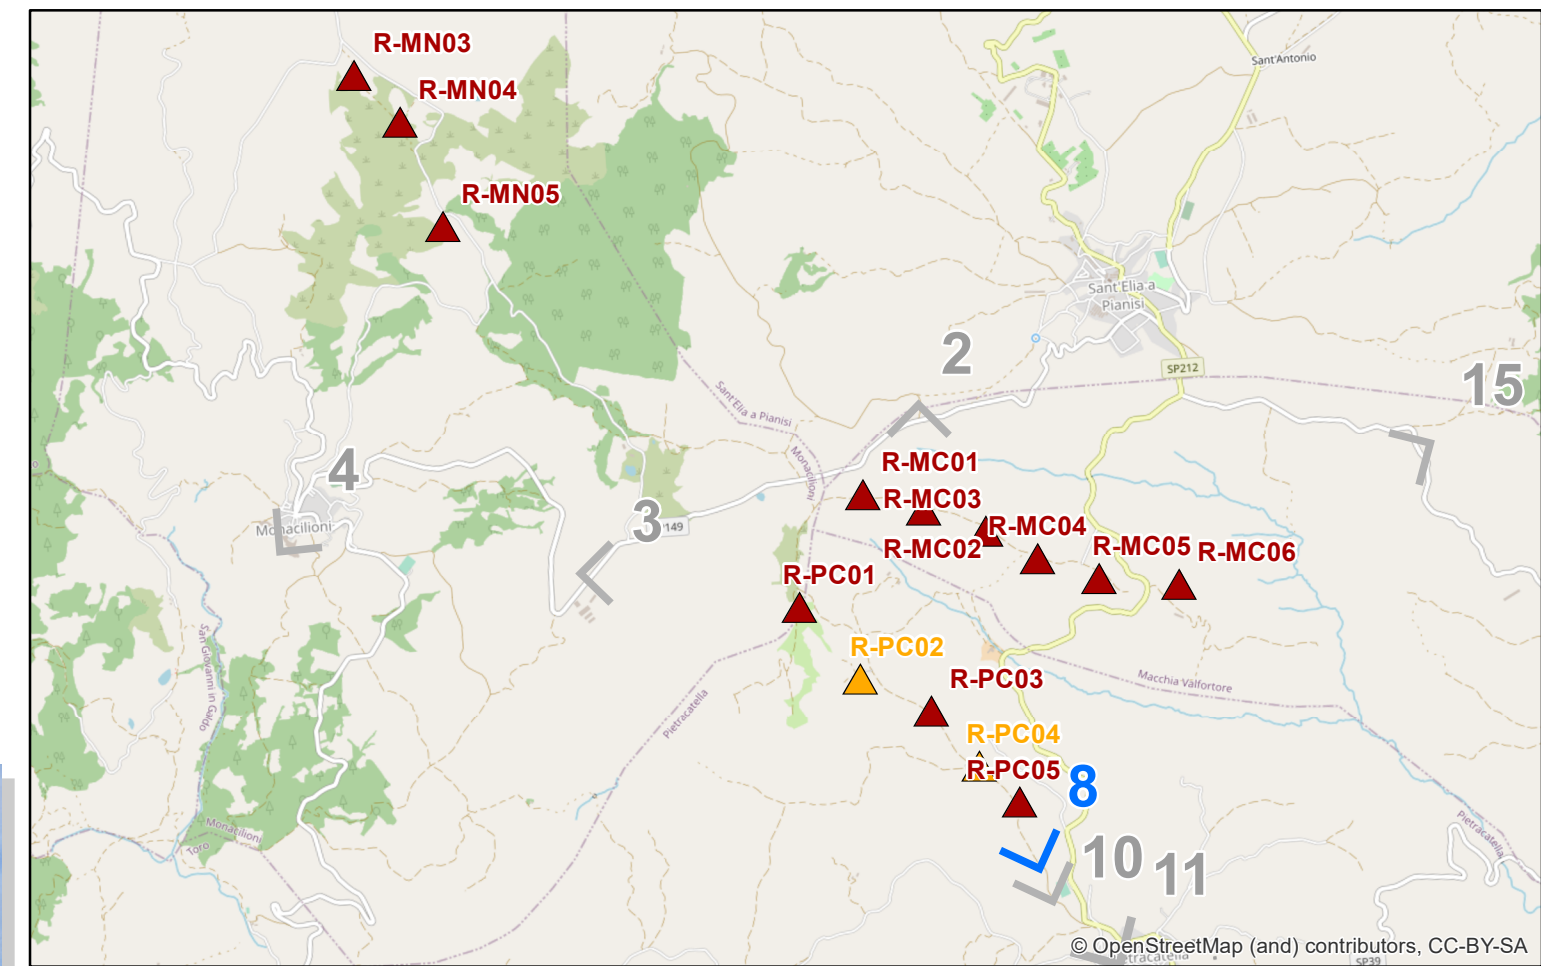 R-MN03
R-MN04
Sant'Antonio
R-MN05
Sant'Elia a
Pianisi
2
SP212
15
Sant'Elia a Pianisi
Monacilioni
4
R-MC01
R-MC03
3
149
R-MC04
Monacilioni
R-MC02
R-MC05
R-MC06
R-PC01
San Giovanni in Galdo
R-PC02
R-PC03
Macchia Valfortore
Pietracatella
R-PC04
R-PC05
8
Monacilioni
Toro
Pietracatella
10
11
© OpenStreetMap (and) contributors, CC-BY-SA
SP39